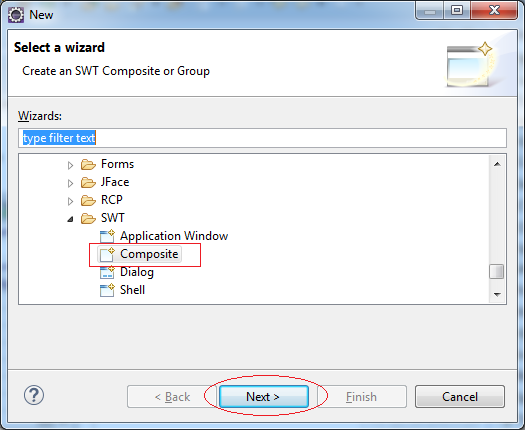 New
Select a wizard
Create an SWT Composite or Group
Wizards:
type filter text
Forms
JFace
RCP
SWT
Application Window
Composite
Dialog
Shell
?
< Back
Next >
Finish
Cancel